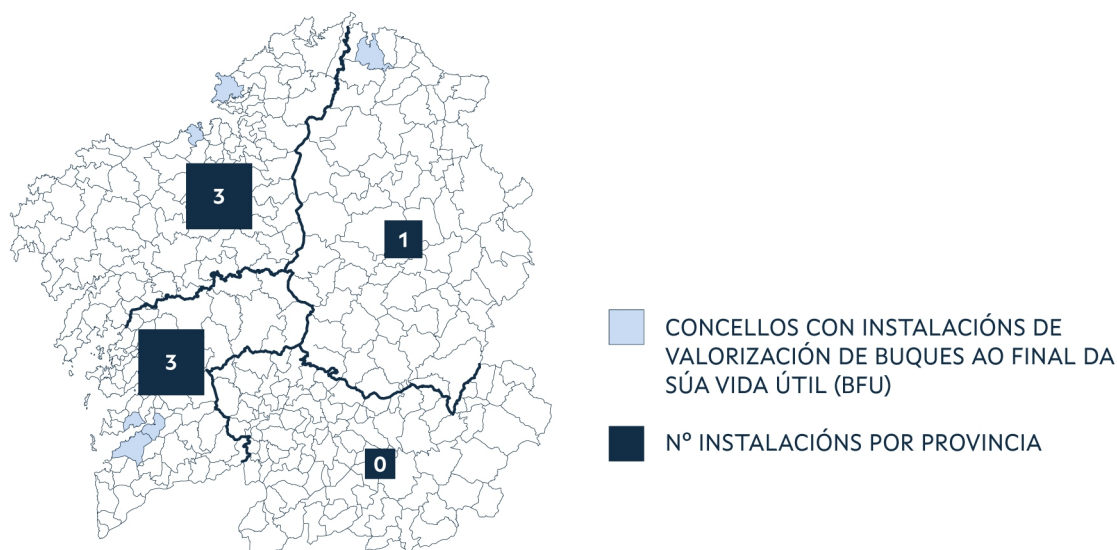 3
1
3
0
CONCELLOS CON INSTALACIÓNS DE
VALORIZACIÓN DE BUQUES AO FINAL DA
SÚA VIDA ÚTIL (BFU)
Nº INSTALACIÓNS POR PROVINCIA